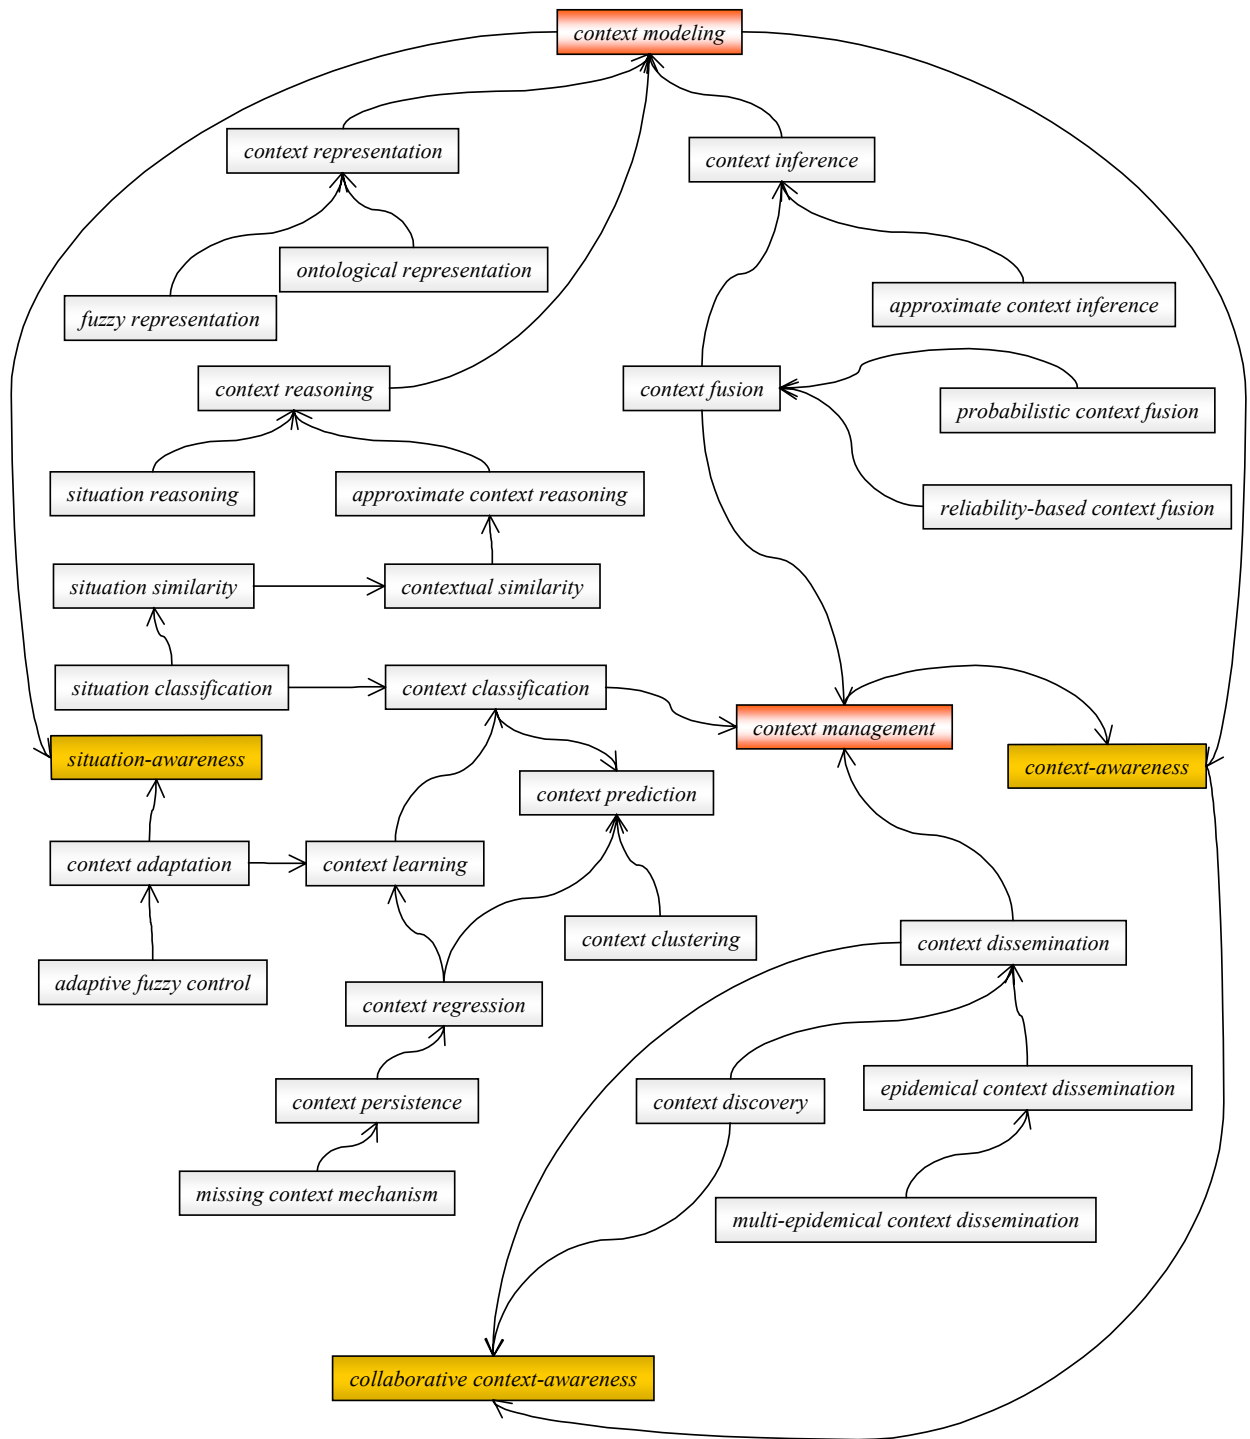 context modeling
context representation
context inference
ontological representation
fuzzy representation
approximate context inference
context reasoning
context fusion
probabilistic context fusion
situation reasoning
approximate context reasoning
reliability-based context fusion
situation similarity
contextual similarity
situation classification
context classification
context management
situation-awareness
context-awareness
context prediction
context adaptation
context learning
context clustering
context dissemination
adaptive fuzzy control
context regression
context persistence
context discovery
epidemical context dissemination
missing context mechanism
multi-epidemical context dissemination
collaborative context-awareness